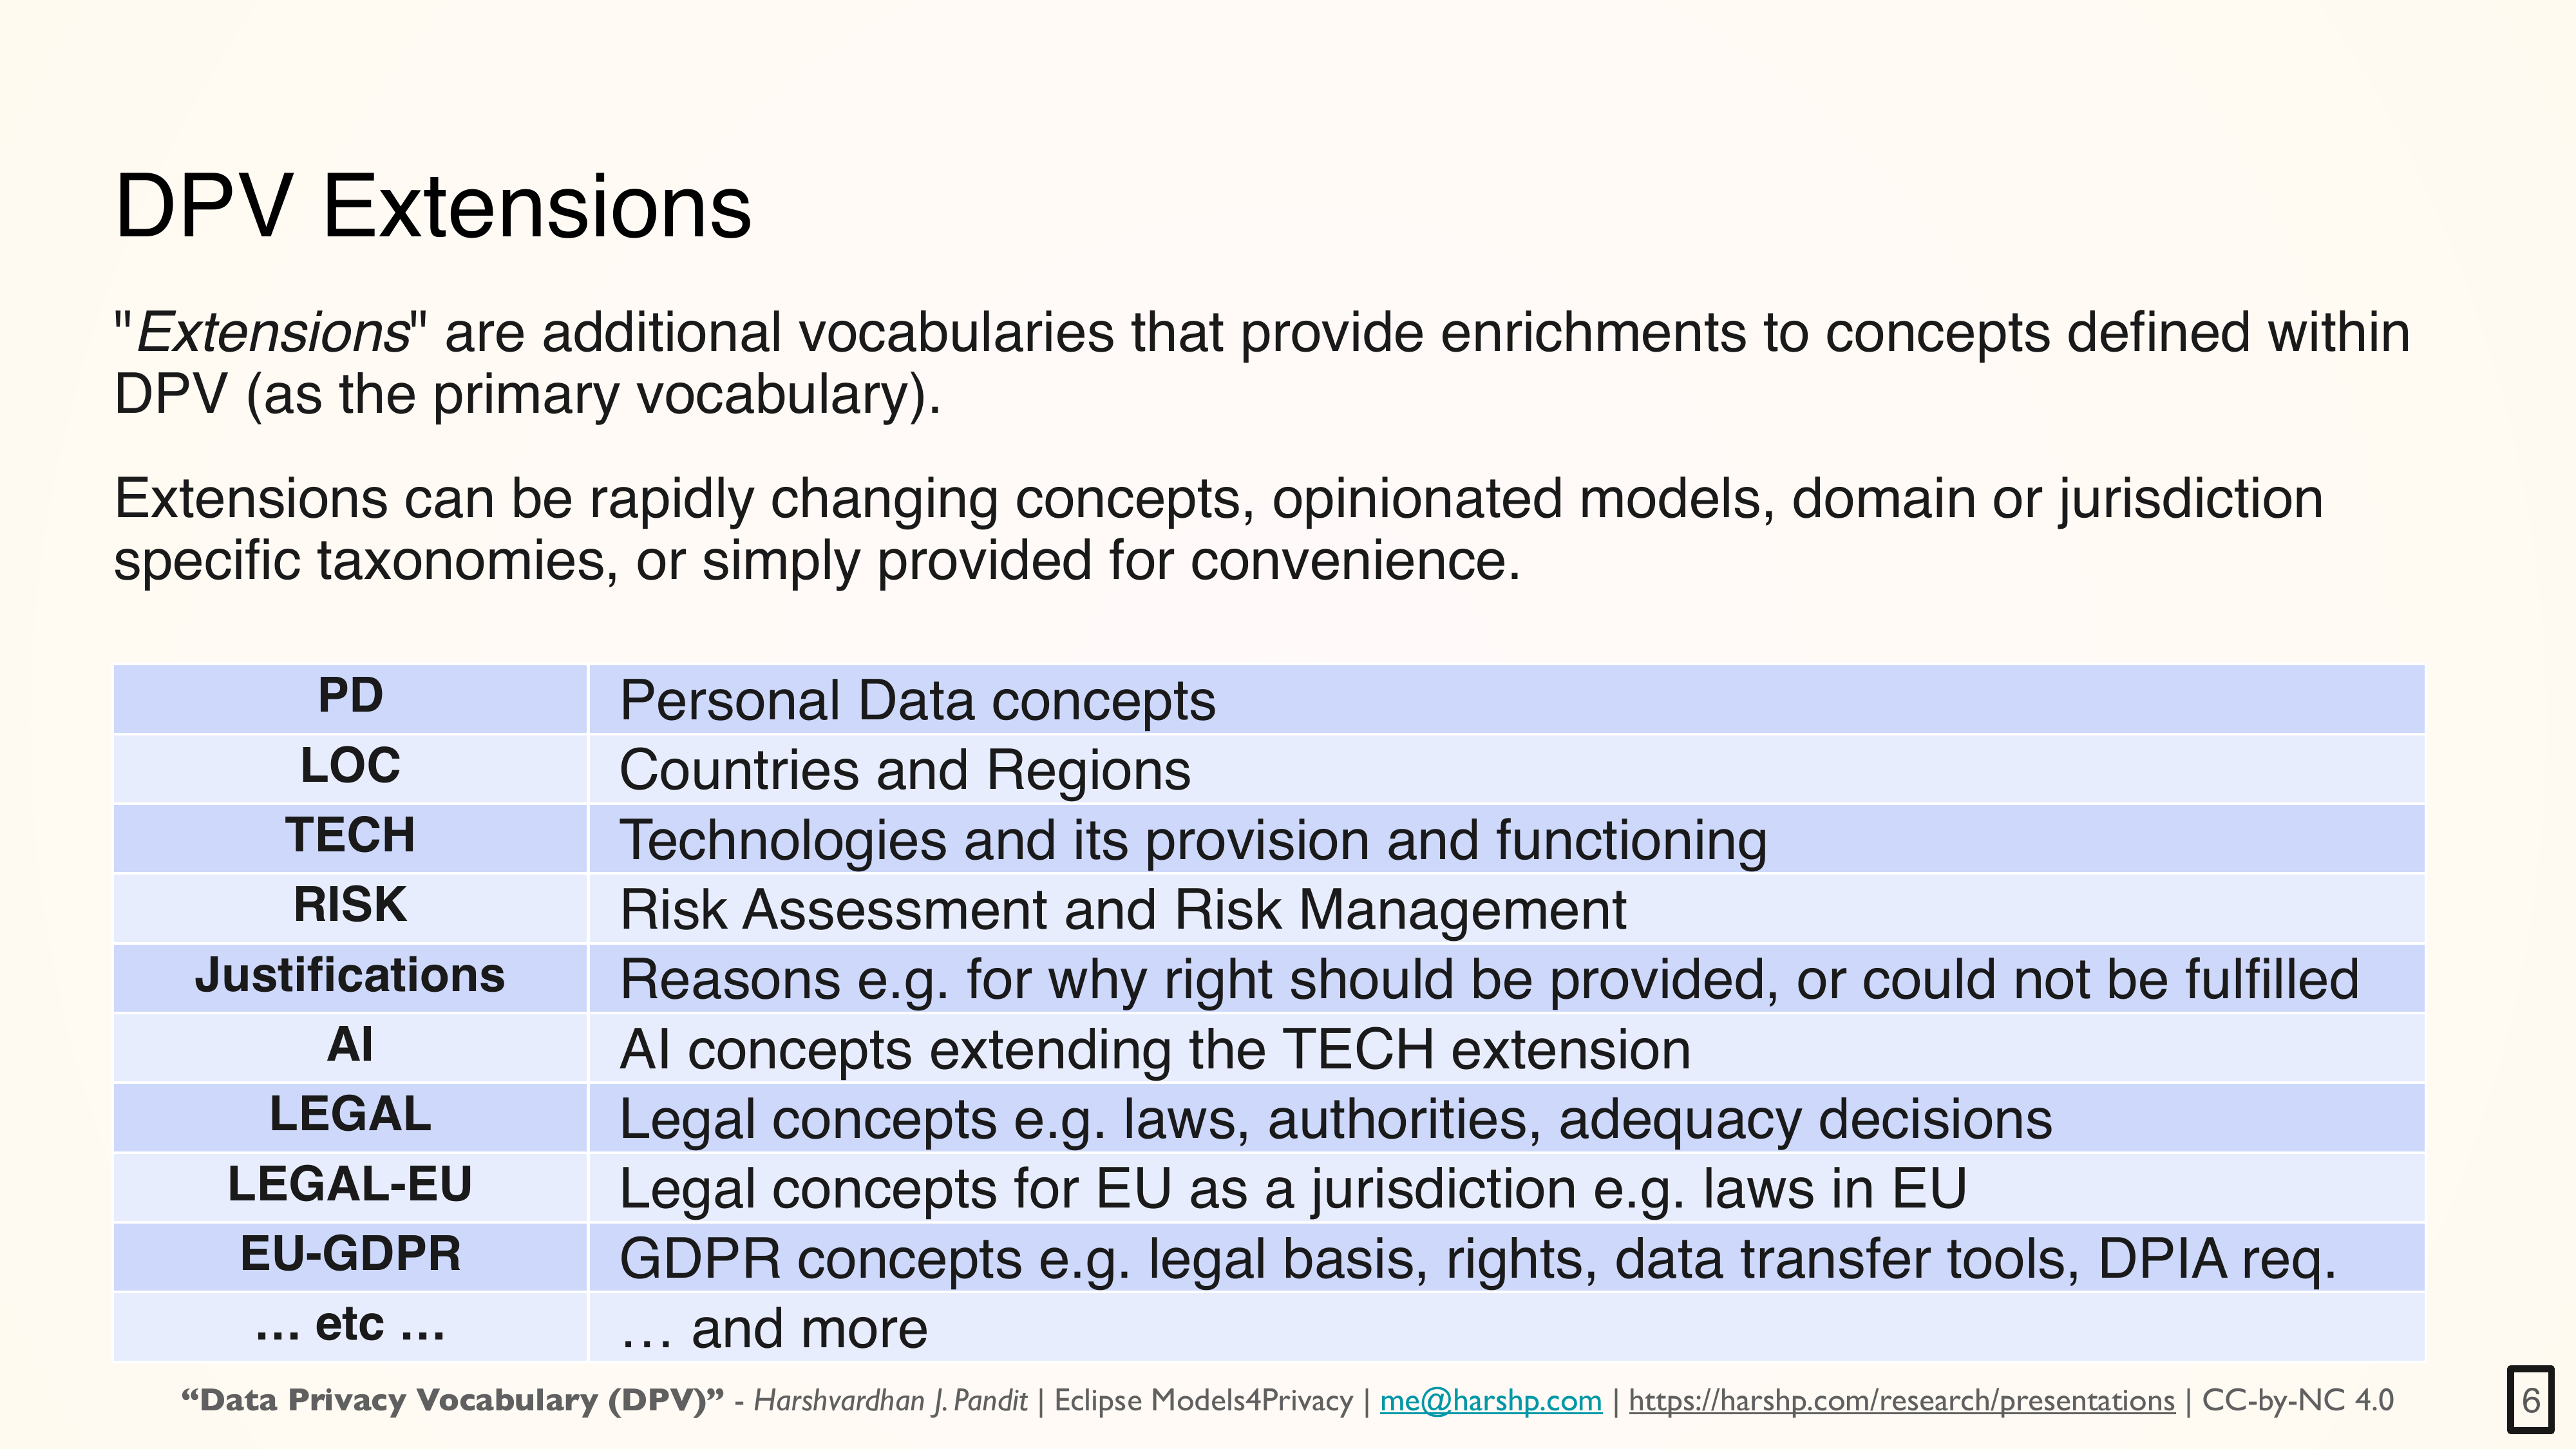 DPV Extensions
"Extensions" are additional vocabularies that provide enrichments to concepts defined within
DPV (as the primary vocabulary).
Extensions can be rapidly changing concepts, opinionated models, domain or jurisdiction
specific taxonomies, or simply provided for convenience.
PD Personal Data concepts
LOC Countries and Regions
TECH Technologies and its provision and functioning
RISK Risk Assessment and Risk Management
Justifications Reasons e.g. for why right should be provided, or could not be fulfilled
AI AI concepts extending the TECH extension
LEGAL Legal concepts e.g. laws, authorities, adequacy decisions
LEGAL-EU Legal concepts for EU as a jurisdiction e.g. laws in EU
EU-GDPR GDPR concepts e.g. legal basis, rights, data transfer tools, DPIA req.
… etc … … and more
“Data Privacy Vocabulary (DPV)” - Harshvardhan J. Pandit | Eclipse Models4Privacy | me@harshp.com | https://harshp.com/research/presentations | CC-by-NC 4.0
6